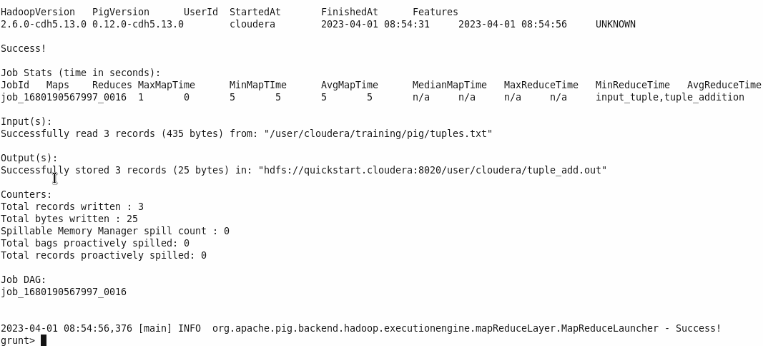 HadoopVersion PigVersion UserId StartedAt FinishedAt Features
2.6.0-cdh5.13.0 0.12.0-cdh5.13.0 cloudera 2023-04-01 08:54:31 2023-04-01 08:54:56 UNKNOWN
Success!
Job Stats (time in seconds):
JobId Maps Reduces MaxMapTime MinMapTIme AvgMapTime MedianMapTime MaxReduceTime MinReduceTime AvgReduceTime
job_1680190567997_0016 1 0 5 5 5 5 n/a n/a n/a n/a input_tuple,tuple_addition
Input(s):
Successfully read 3 records (435 bytes) from: "/user/cloudera/training/pig/tuples.txt"
Output(s):
Successfully stored 3 records (25 bytes) in: "hdfs://quickstart.cloudera:8020/user/cloudera/tuple_add.out"
Counters:
Total records written : 3
Total bytes written : 25
Spillable Memory Manager spill count : 0
Total bags proactively spilled: 0
Total records proactively spilled: 0
Job DAG:
job_1680190567997_0016
2023-04-01 08:54:56,376 [main] INFO org.apache.pig.backend.hadoop.executionengine.mapReduceLayer.MapReduceLauncher - Success!
grunt>